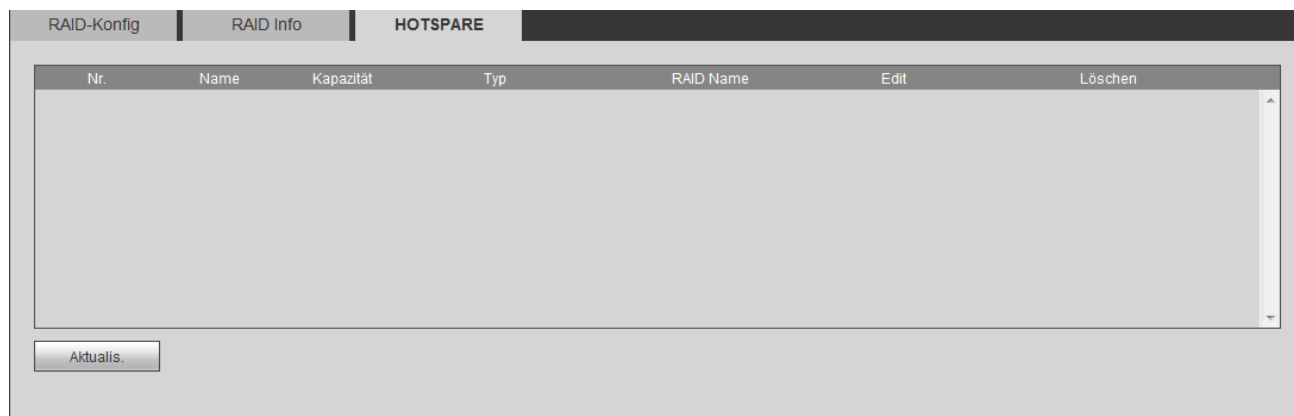 RAID-Konfig RAID Info HOTSPARE
Nr. Name Kapazität Typ RAID Name Edit Löschen
Aktualis.